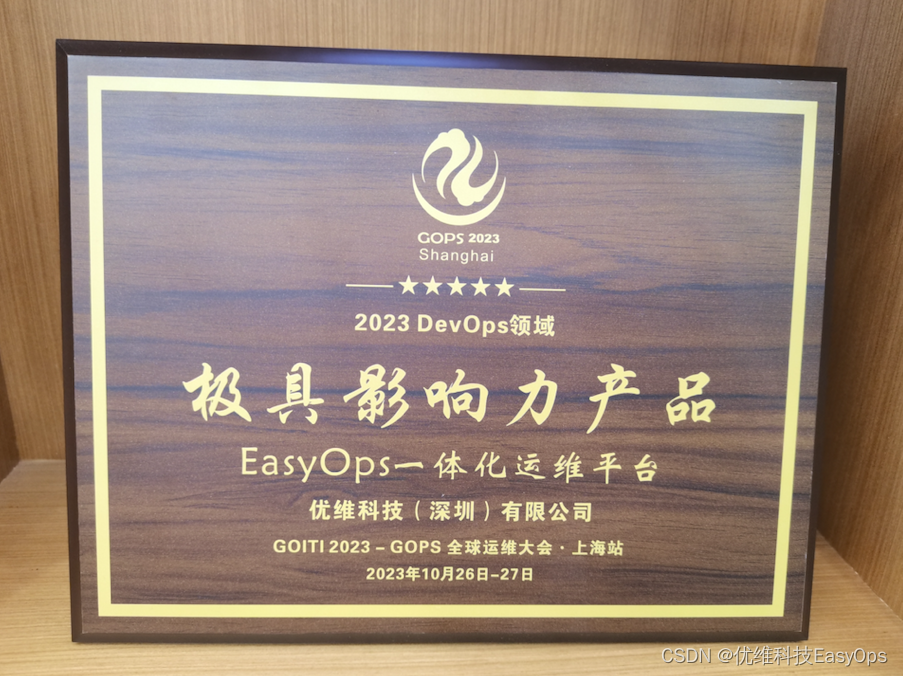 GOPS 2023
Shanghai
2023 DevOps领域
极具影响力产品
EasyOps一体化运维平台
优维科技（深圳）有限公司
GOITI 2023 – GOPS 全球运维大会 · 上海站
2023年10月26日-27日
CSDN @优维科技EasyOps